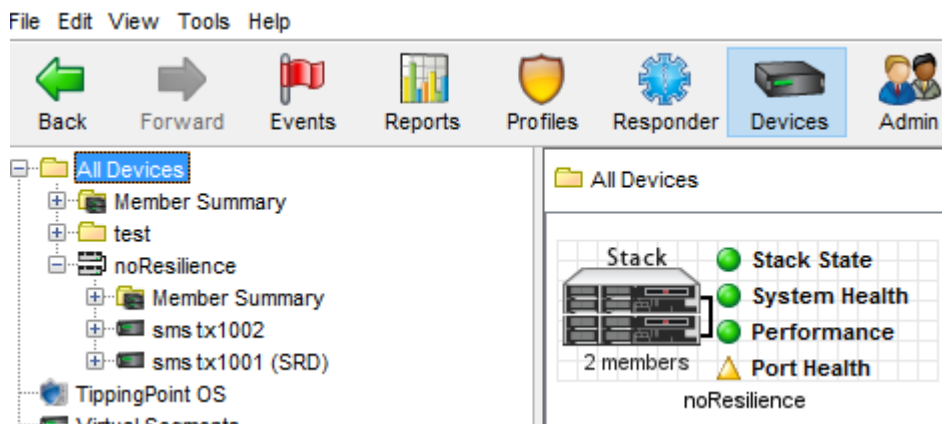 File Edit View Tools Help
Back Forward Events Reports Profiles Responder Devices Admin
All Devices
Member Summary
test
noResilience
Member Summary
sms tx1002
sms tx1001 (SRD)
TippingPoint OS
Virtual Segments
All Devices
Stack
2 members
Stack State
System Health
Performance
Port Health
noResilience